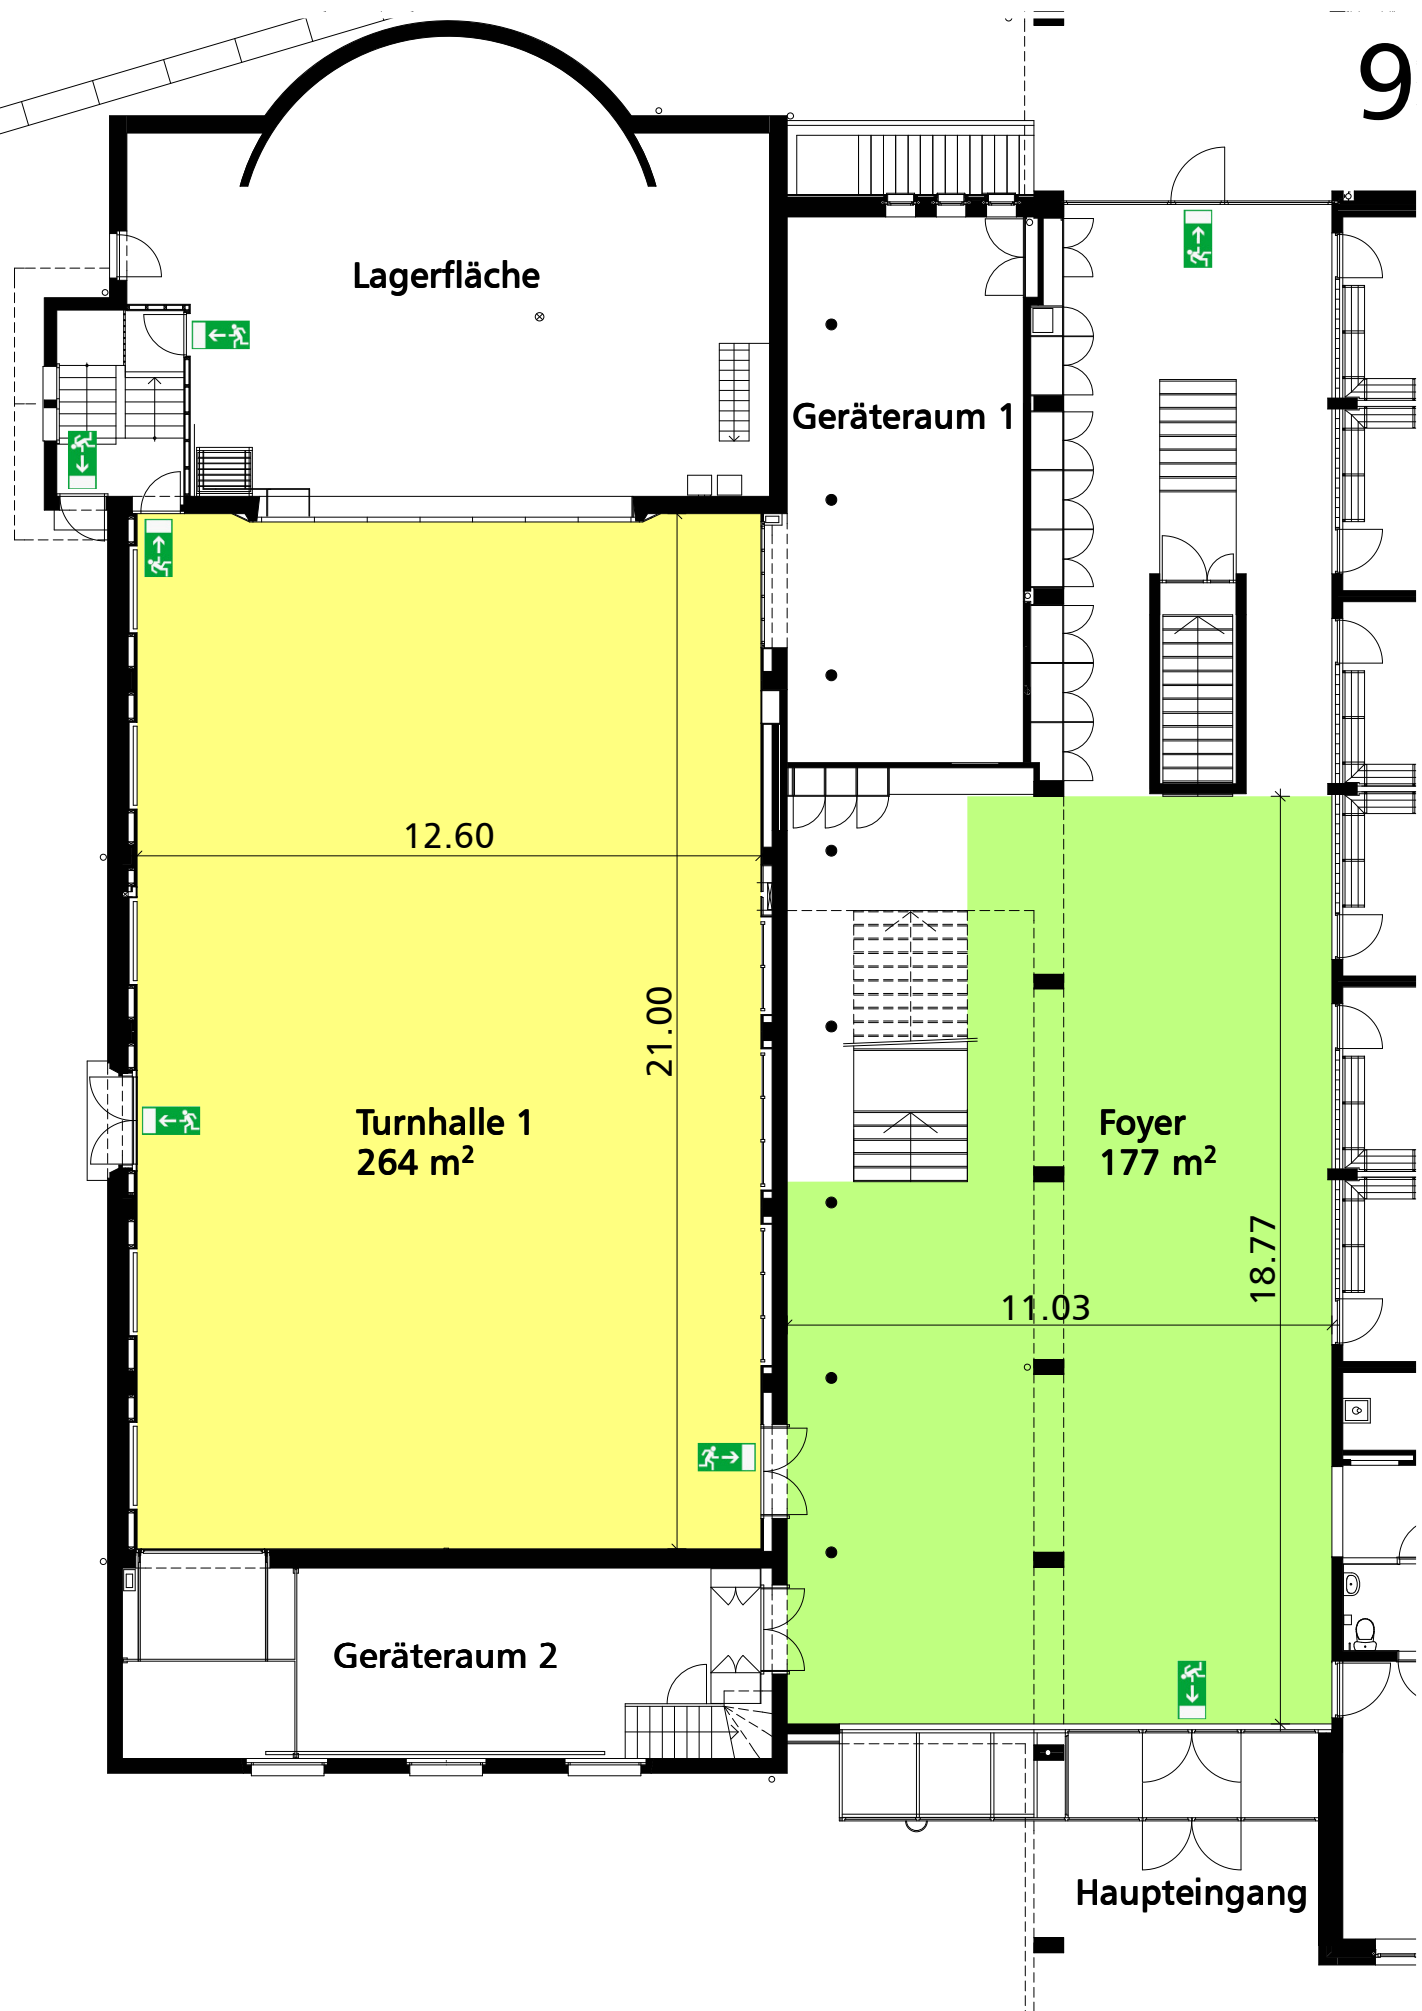 9
Lagerfläche
Geräteraum 1
12.60
21.00
Turnhalle 1
264 m²
Foyer
177 m²
18.77
11.03
Geräteraum 2
Haupteingang